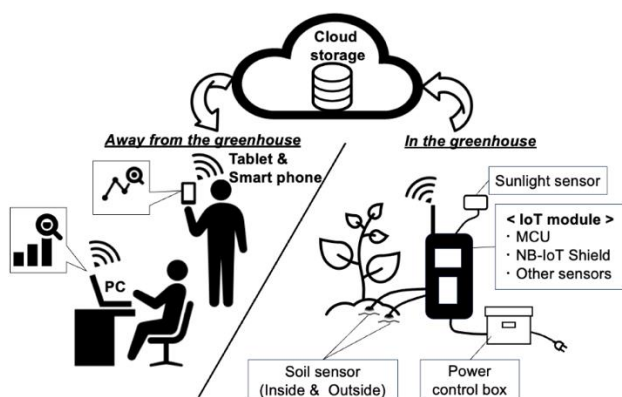 Cloud
storage
Away from the greenhouse
Tablet &
Smart phone
PC
In the greenhouse
Sunlight sensor
< IoT module >
・ MCU
・ NB-IoT Shield
・ Other sensors
Soil sensor
(Inside & Outside)
Power
control box